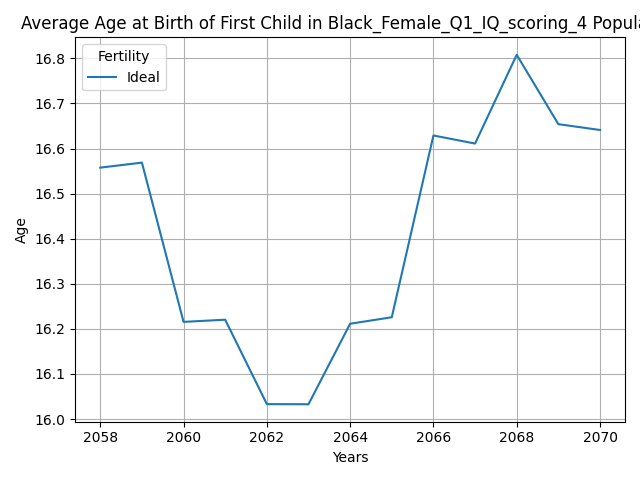 Average Age at Birth of First Child in Black_Female_Q1_IQ_scoring_4 Popula
Fertility
Ideal
16.8
16.7
16.6
16.5
16.4
16.3
16.2
16.1
16.0
Age
2058 2060 2062 2064 2066 2068 2070
Years